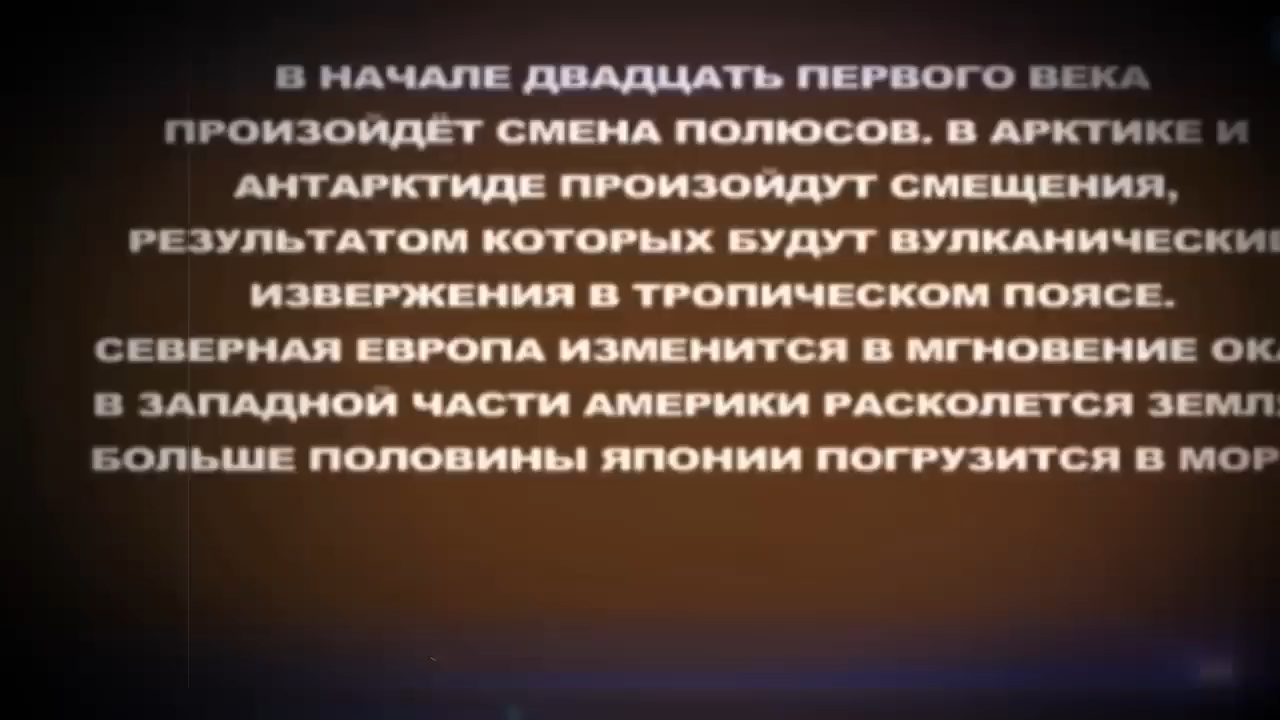 В НАЧАЛЕ ДВАДЦАТЬ ПЕРВОГО ВЕКА
ПРОИЗОЙДЁТ СМЕНА ПОЛЮСОВ. В АРКТИКЕ И
АНТАРКТИДЕ ПРОИЗОЙДУТ СМЕЩЕНИЯ,
РЕЗУЛЬТАТОМ КОТОРЫХ БУДУТ ВУЛКАНИЧЕСКИ
ИЗВЕРЖЕНИЯ В ТРОПИЧЕСКОМ ПОЯСЕ.
СЕВЕРНАЯ ЕВРОПА ИЗМЕНИТСЯ В МГНОВЕНИЕ ОКА
В ЗАПАДНОЙ ЧАСТИ АМЕРИКИ РАСКОЛЕТСЯ ЗЕМЛ
БОЛЬШЕ ПОЛОВИНЫ ЯПОНИИ ПОГРУЗИТСЯ В МОР